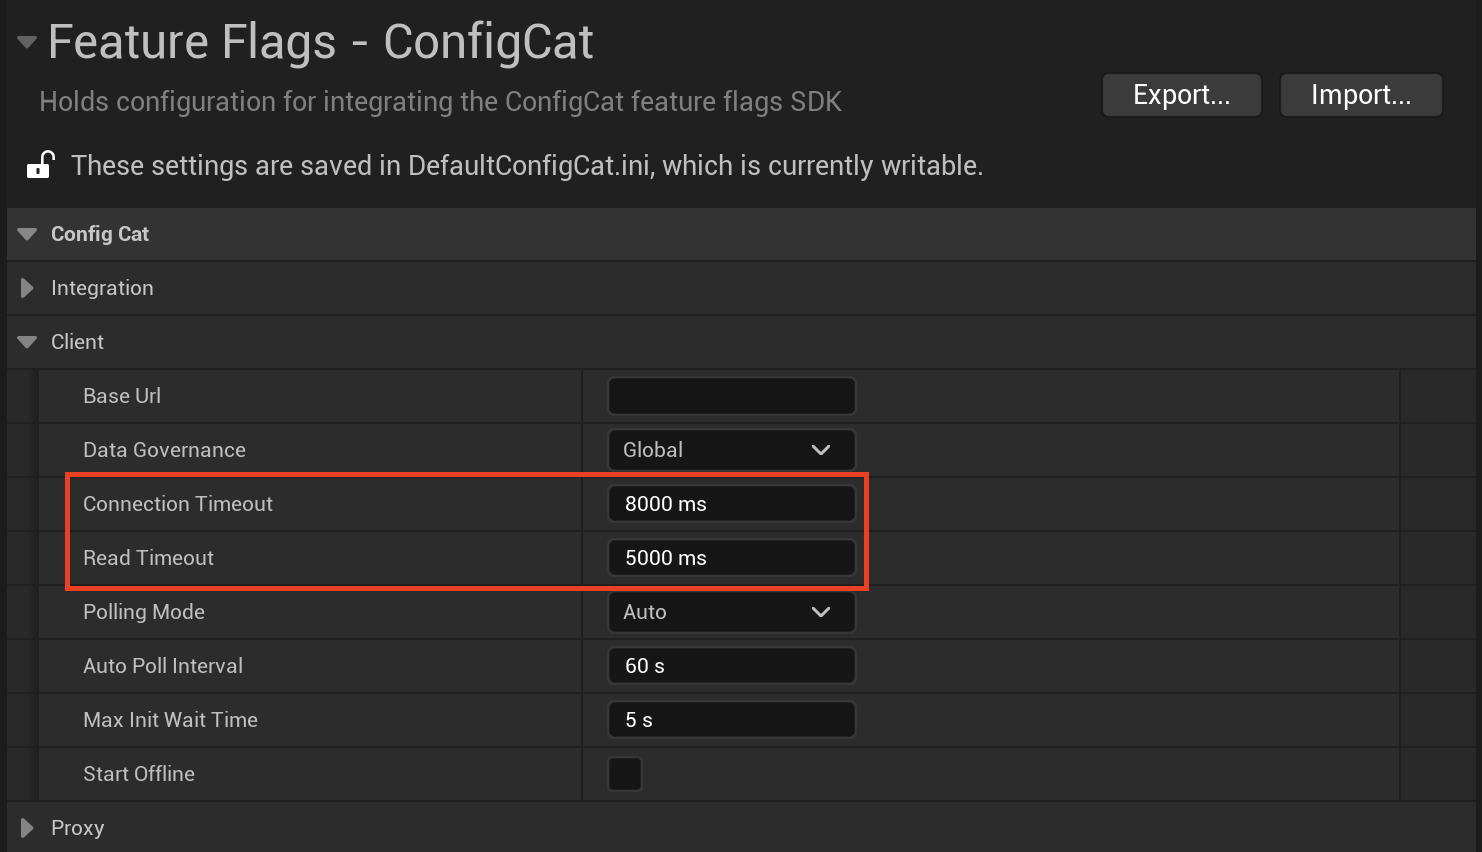 Feature Flags - ConfigCat
Holds configuration for integrating the ConfigCat feature flags SDK
Export...
Import...
These settings are saved in DefaultConfigCat.ini, which is currently writable.
Config Cat
Integration
Client
Base Url
Data Governance
Global
Connection Timeout
8000 ms
Read Timeout
5000 ms
Polling Mode
Auto
Auto Poll Interval
60 s
Max Init Wait Time
5 s
Start Offline
Proxy